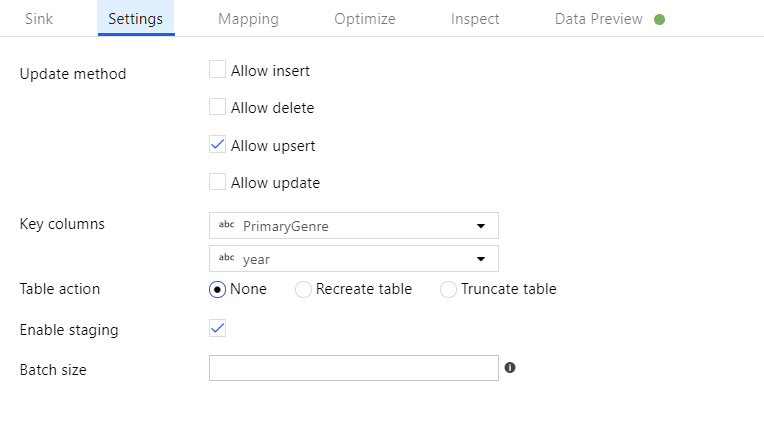 Sink Settings Mapping Optimize Inspect Data Preview
Update method
Allow insert
Allow delete
Allow upsert
Allow update
Key columns
abc PrimaryGenre
abc year
Table action
None Recreate table Truncate table
Enable staging
Batch size